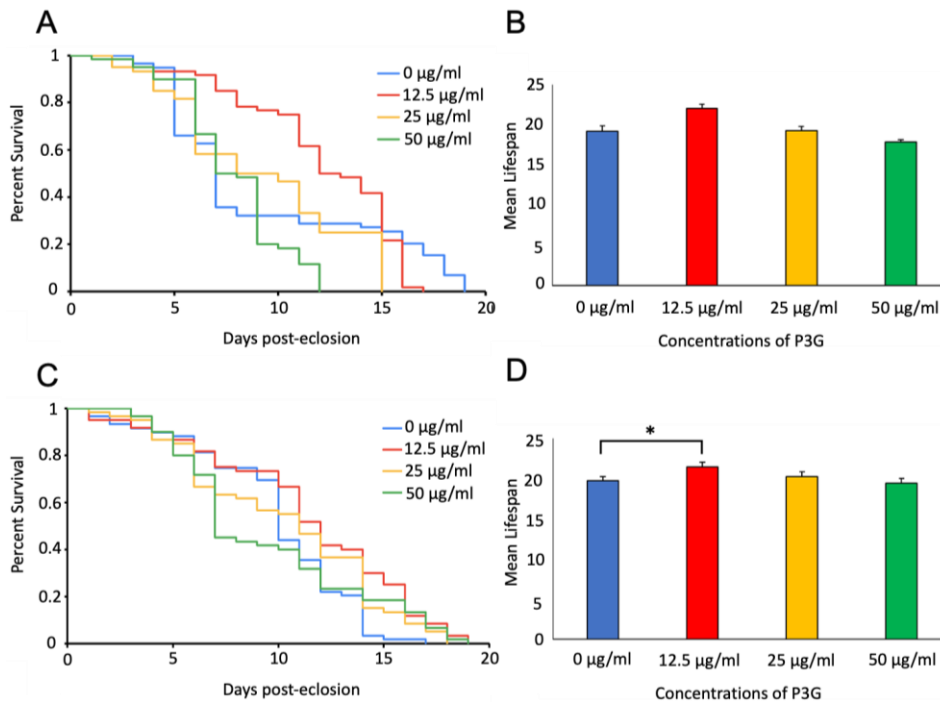 A
Percent Survival
1
0.8
0.6
0.4
0.2
0
0 5 10 15 20
Days post-eclosion
0 µg/ml
12.5 µg/ml
25 µg/ml
50 µg/ml
B
Mean Lifespan
25
20
15
10
5
0
0 µg/ml 12.5 µg/ml 25 µg/ml 50 µg/ml
Concentrations of P3G
C
Percent Survival
1
0.8
0.6
0.4
0.2
0
0 5 10 15 20
Days post-eclosion
0 µg/ml
12.5 µg/ml
25 µg/ml
50 µg/ml
D
Mean Lifespan
25
20
15
10
5
0
*
0 µg/ml 12.5 µg/ml 25 µg/ml 50 µg/ml
Concentrations of P3G